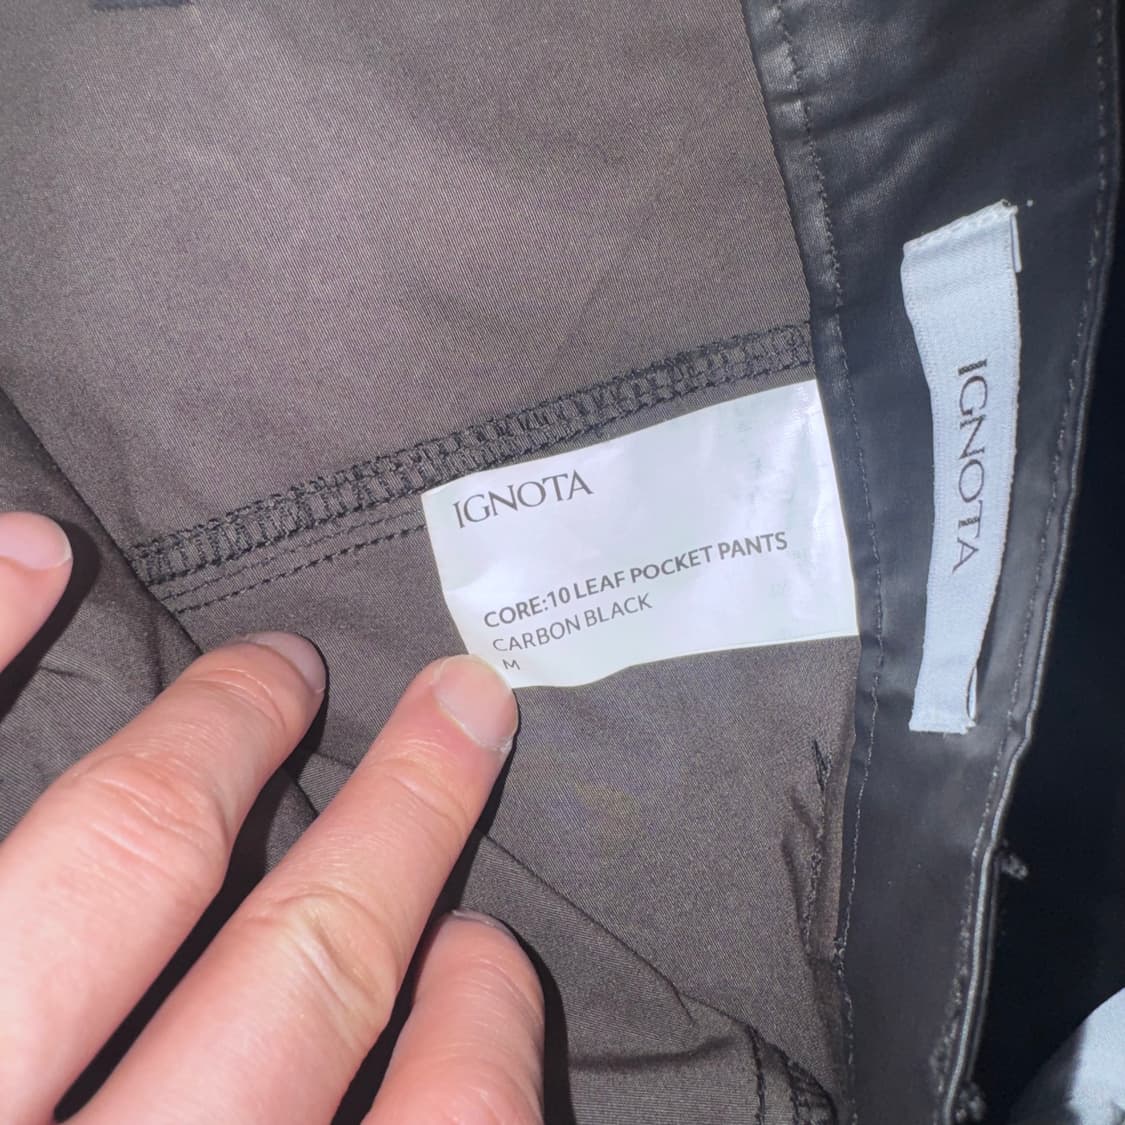 IGNOTA
CORE:10 LEAF POCKET PANTS
CARBON BLACK
M
IGNOTA